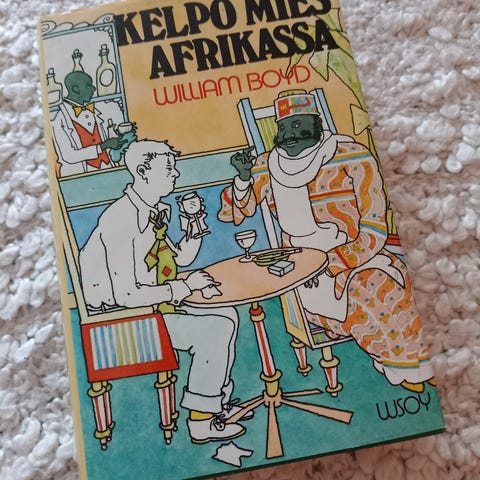 KELPO MIES
AFRIKASSA
WILLIAM BOYD
WSOY